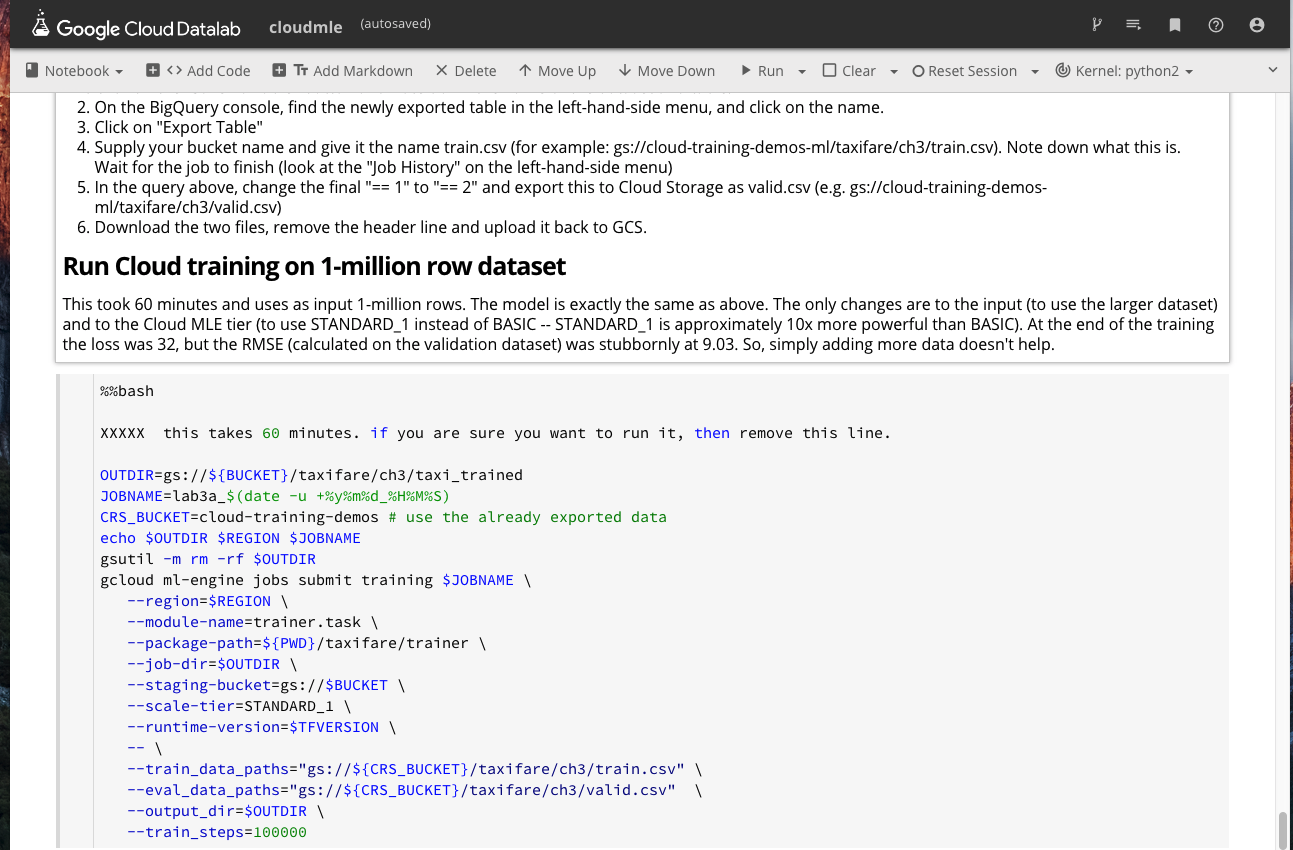 Google Cloud Datalab cloudmle (autosaved)
Notebook Add Code Tт Add Markdown Delete Move Up Move Down Run Clear Reset Session Kernel: python2
2. On the BigQuery console, find the newly exported table in the left-hand-side menu, and click on the name.
3. Click on "Export Table"
4. Supply your bucket name and give it the name train.csv (for example: gs://cloud-training-demos-ml/taxifare/ch3/train.csv). Note down what this is.
Wait for the job to finish (look at the "Job History" on the left-hand-side menu)
5. In the query above, change the final "== 1" to "== 2" and export this to Cloud Storage as valid.csv (e.g. gs://cloud-training-demos-
ml/taxifare/ch3/valid.csv)
6. Download the two files, remove the header line and upload it back to GCS.
Run Cloud training on 1-million row dataset
This took 60 minutes and uses as input 1-million rows. The model is exactly the same as above. The only changes are to the input (to use the larger dataset)
and to the Cloud MLE tier (to use STANDARD_1 instead of BASIC -- STANDARD_1 is approximately 10x more powerful than BASIC). At the end of the training
the loss was 32, but the RMSE (calculated on the validation dataset) was stubbornly at 9.03. So, simply adding more data doesn't help.
%%bash
XXXXX  this takes 60 minutes. if you are sure you want to run it, then remove this line.
OUTDIR=gs://${BUCKET}/taxifare/ch3/taxi_trained
JOBNAME=lab3a_$(date -u +%y%m%d_%H%M%S)
CRS_BUCKET=cloud-training-demos # use the already exported data
echo $OUTDIR $REGION $JOBNAME
gsutil -m rm -rf $OUTDIR
gcloud ml-engine jobs submit training $JOBNAME \
--region=$REGION \
--module-name=trainer.task \
--package-path=${PWD}/taxifare/trainer \
--job-dir=$OUTDIR \
--staging-bucket=gs://$BUCKET \
--scale-tier=STANDARD_1 \
--runtime-version=$TFVERSION \
-- \
--train_data_paths="gs://${CRS_BUCKET}/taxifare/ch3/train.csv" \
--eval_data_paths="gs://${CRS_BUCKET}/taxifare/ch3/valid.csv"  \
--output_dir=$OUTDIR \
--train_steps=100000